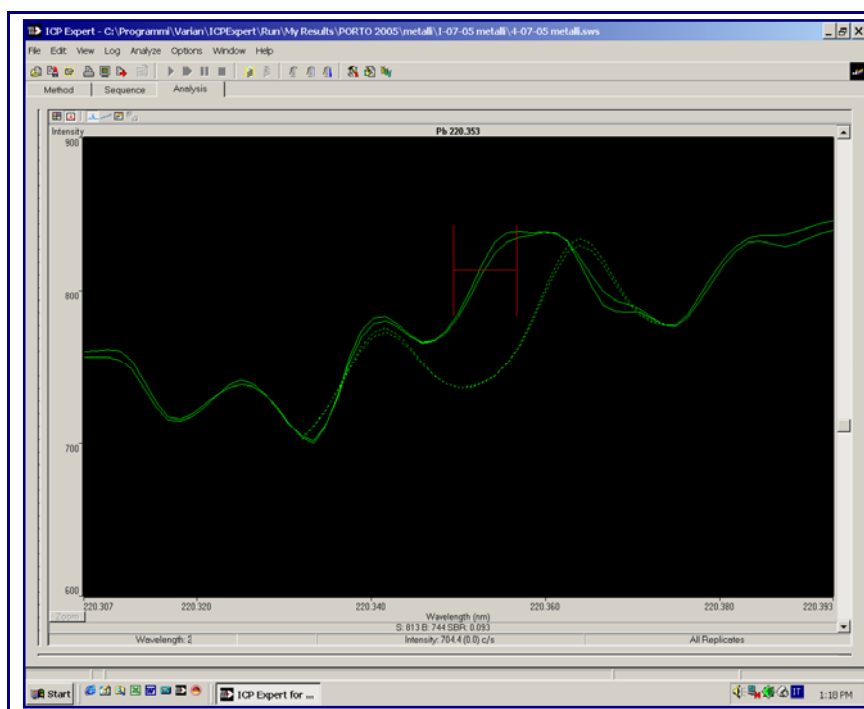 ICP Expert - C:\Programmi\Varian\ICPExpert\Run\My Results\PORTO 2005\metalli\1-07-05 metalli\4-07-05 metalli.sws
File Edit View Log Analyze Options Window Help
Method Sequence Analysis
Pb 220.353
Intensity
900
800
700
600
220.307 220.320 220.340 220.360 220.380 220.393
Zoom
Wavelength (nm)
S: 813 B: 744 SBR: 0.093
Wavelength: 2 Intensity: 704.4 (0.0) c/s All Replicates
Start ICP Expert for ... IT 1:18 PM